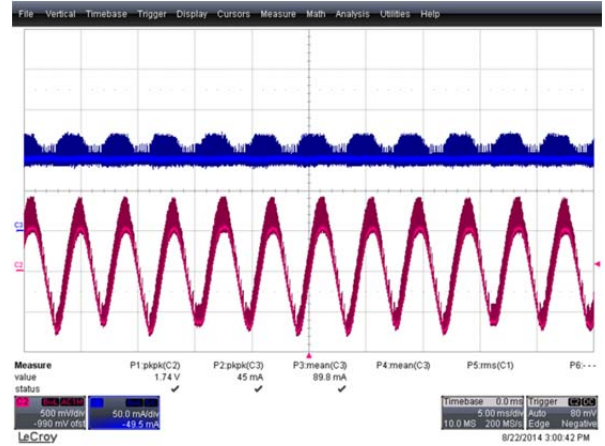 File Vertical Timebase Trigger Display Cursors Measure Math Analysis Utilities Help
C3
C2
Measure P1:pkpk(C2) P2:pkpk(C3) P3:mean(C3) P4:mean(C3) P5:rms(C1) P6:- - -
value 1.74 V 45 mA 89.8 mA
status
C2 Timebase 0.0 ms Trigger C2 DC
500 mV/div 50.0 mA/div 5.00 ms/div Auto 80 mV
-990 mV ofst -49.5 mA 10.0 MS 200 MS/s Edge Negative
LeCroy 8/22/2014 3:00:42 PM